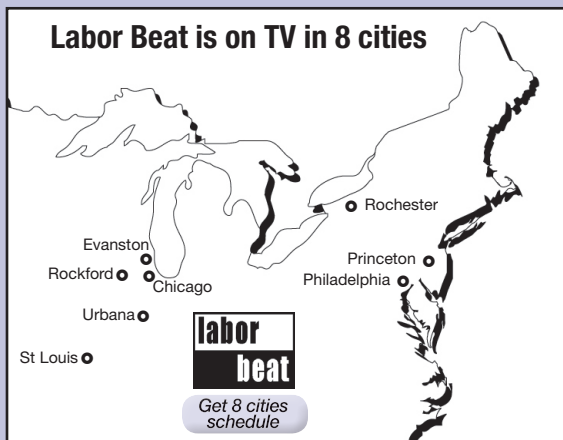 Labor Beat is on TV in 8 cities
Rochester
Evanston
Princeton
Rockford
Chicago
Philadelphia
Urbana
labor
beat
St Louis
Get 8 cities
schedule